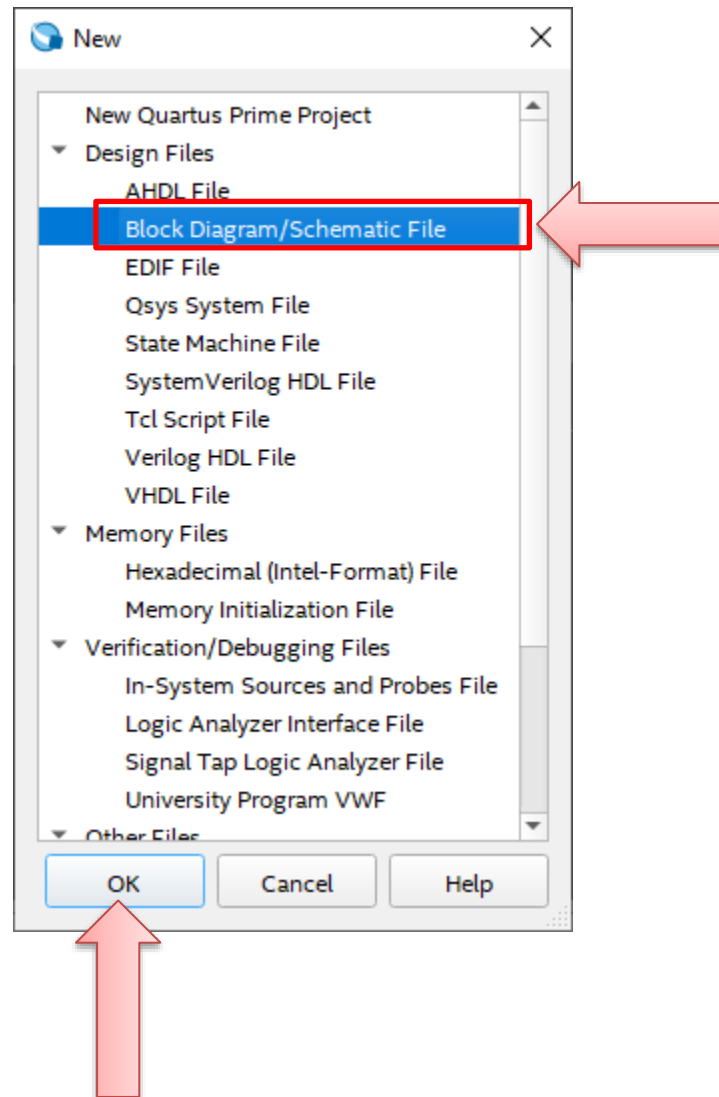 New
New Quartus Prime Project
Design Files
AHDL File
Block Diagram/Schematic File
EDIF File
Qsys System File
State Machine File
SystemVerilog HDL File
Tcl Script File
Verilog HDL File
VHDL File
Memory Files
Hexadecimal (Intel-Format) File
Memory Initialization File
Verification/Debugging Files
In-System Sources and Probes File
Logic Analyzer Interface File
Signal Tap Logic Analyzer File
University Program VWF
Other Files
OK Cancel Help